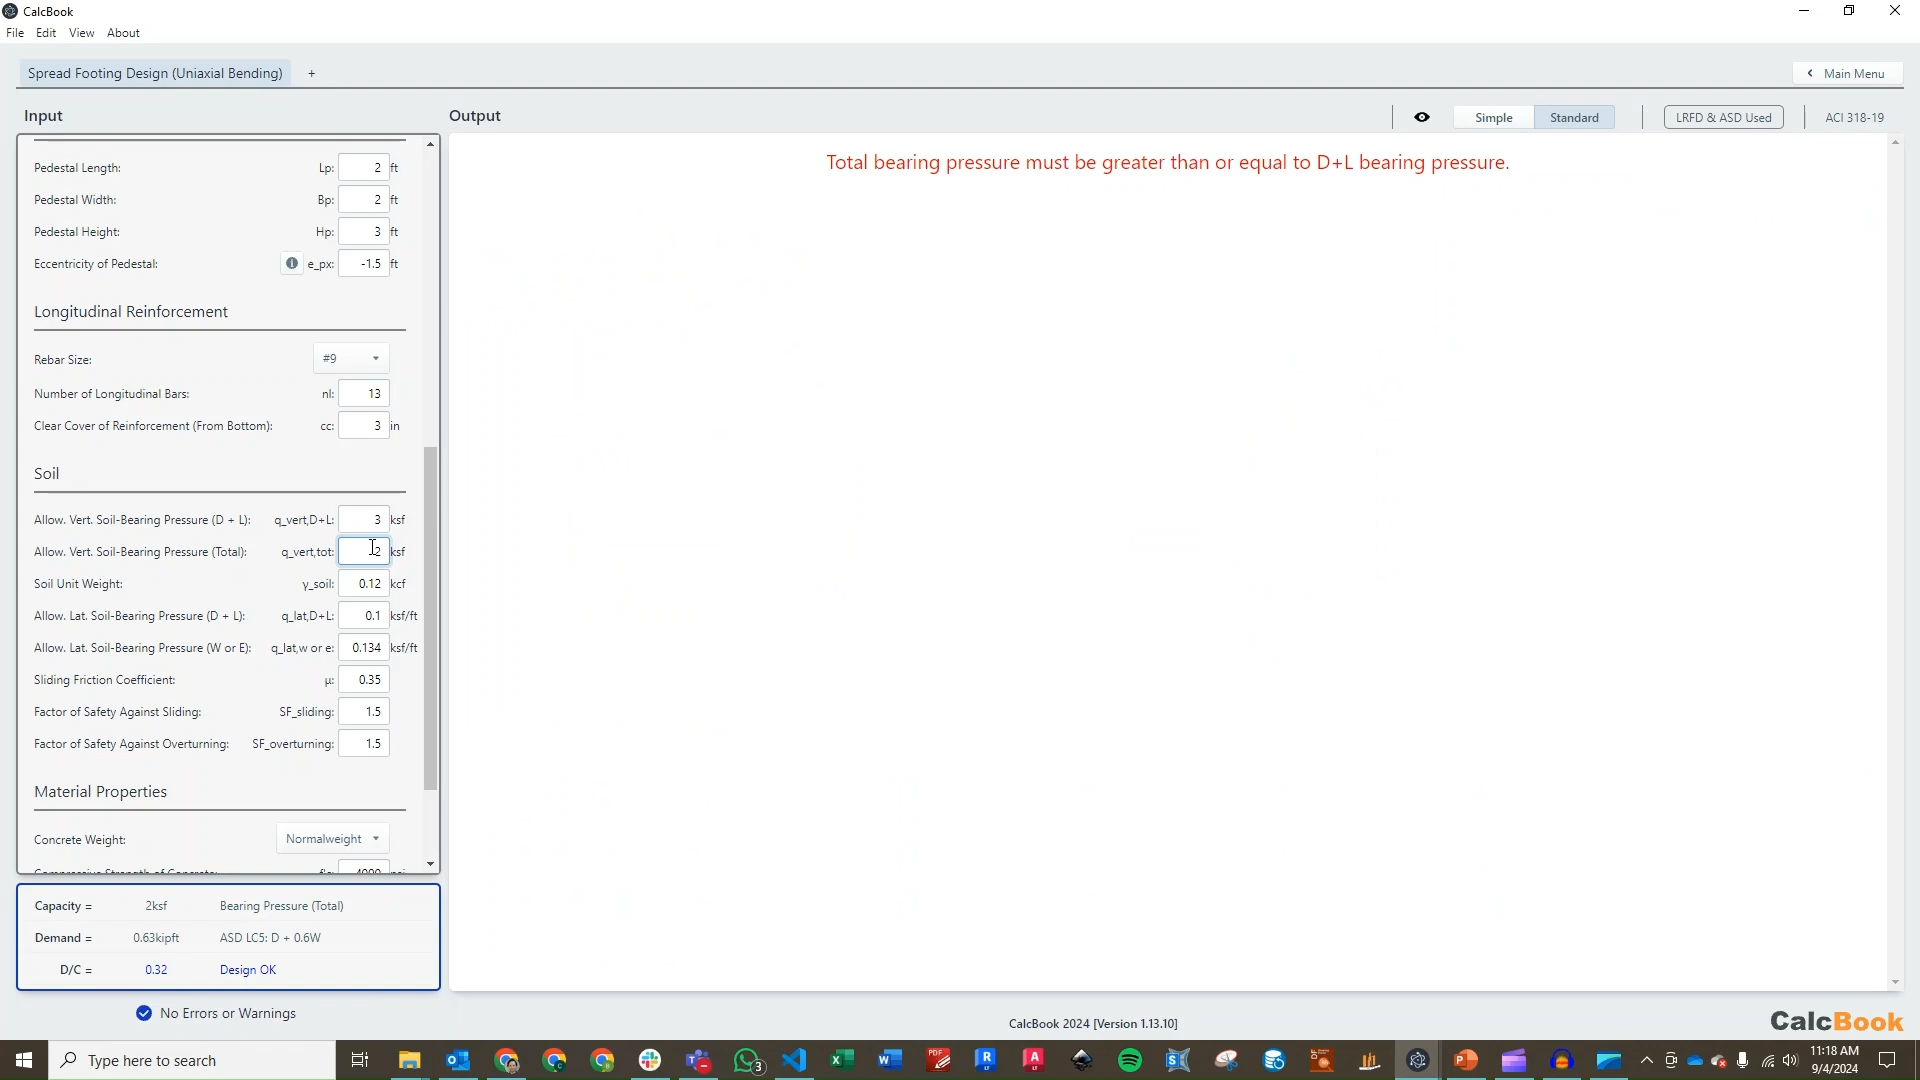 CalcBook
File Edit View About
Spread Footing Design (Uniaxial Bending) +
Main Menu
Input
Output
Simple Standard
LRFD & ASD Used
ACI 318-19
Total bearing pressure must be greater than or equal to D+L bearing pressure.
Pedestal Length: Lp: 2 ft
Pedestal Width: Bp: 2 ft
Pedestal Height: Hp: 3 ft
Eccentricity of Pedestal: e_px: -1.5 ft
Longitudinal Reinforcement
Rebar Size: #9
Number of Longitudinal Bars: nl: 13
Clear Cover of Reinforcement (From Bottom): cc: 3 in
Soil
Allow. Vert. Soil-Bearing Pressure (D + L): q_vert,D+L: 3 ksf
Allow. Vert. Soil-Bearing Pressure (Total): q_vert,tot: 2 ksf
Soil Unit Weight: γ_soil: 0.12 kcf
Allow. Lat. Soil-Bearing Pressure (D + L): q_lat,D+L: 0.1 ksf/ft
Allow. Lat. Soil-Bearing Pressure (W or E): q_lat,w or e: 0.134 ksf/ft
Sliding Friction Coefficient: μ: 0.35
Factor of Safety Against Sliding: SF_sliding: 1.5
Factor of Safety Against Overturning: SF_overturning: 1.5
Material Properties
Concrete Weight: Normalweight
Compressive Strength of Concrete: f'c: 4000 psi
Capacity = 2ksf Bearing Pressure (Total)
Demand = 0.63kipft ASD LC5: D + 0.6W
D/C = 0.32 Design OK
No Errors or Warnings
CalcBook 2024 [Version 1.13.10]
CalcBook
Type here to search
3
11:18 AM
9/4/2024